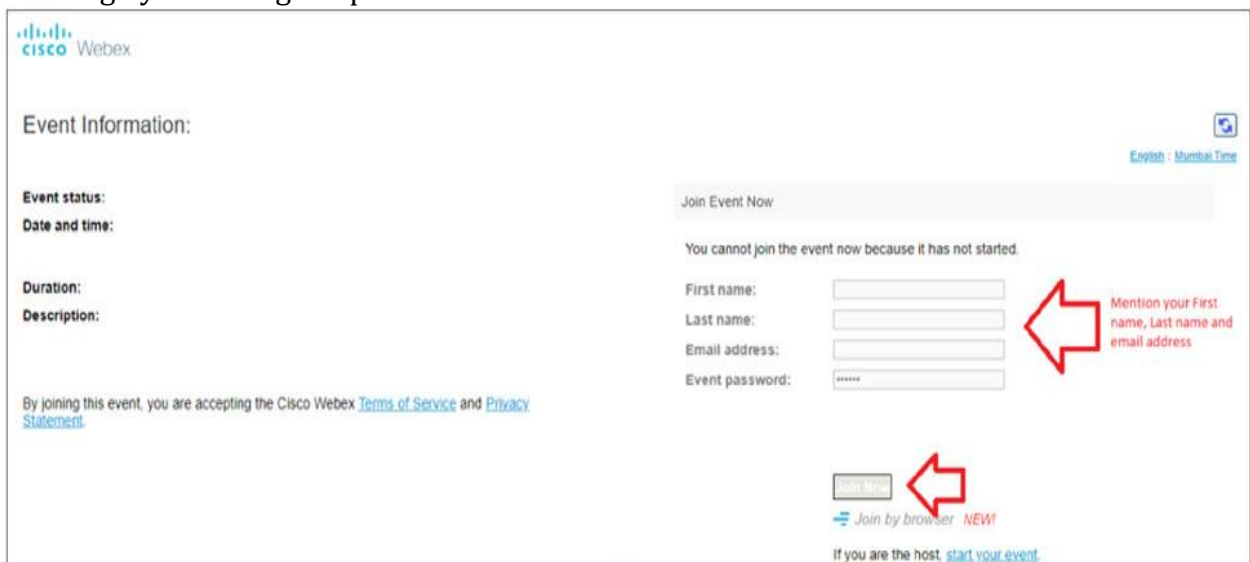 CISCO Webex
Event Information:
English : Mumbai Time
Event status:
Date and time:
Duration:
Description:
By joining this event, you are accepting the Cisco Webex Terms of Service and Privacy
Statement.
Join Event Now
You cannot join the event now because it has not started.
First name:
Last name:
Email address:
Event password:
Mention your First
name, Last name and
email address
Join Now
Join by browser NEW!
If you are the host, start your event.